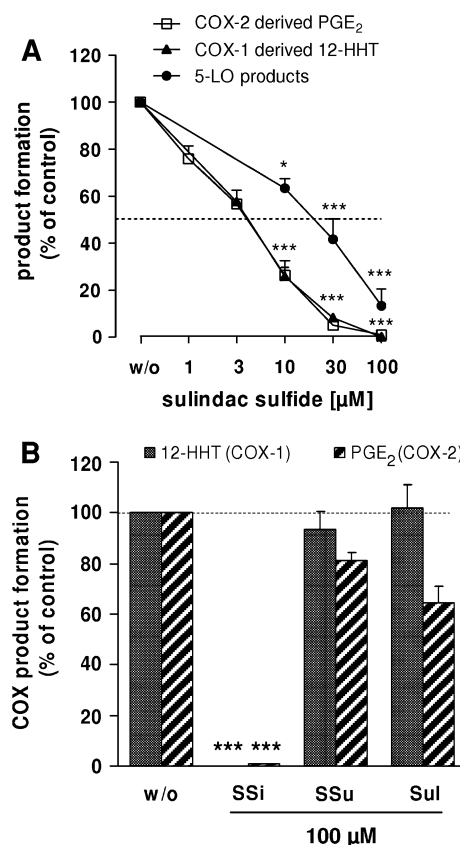 COX-2 derived PGE2
A
COX-1 derived 12-HHT
5-LO products
120
100
80
60
40
20
0
product formation
(% of control)
*
***
***
***
***
***
w/o 1 3 10 30 100
sulindac sulfide [µM]
B
12-HHT (COX-1) PGE2 (COX-2)
120
100
80
60
40
20
0
COX product formation
(% of control)
*** ***
w/o SSi SSu Sul
100 µM